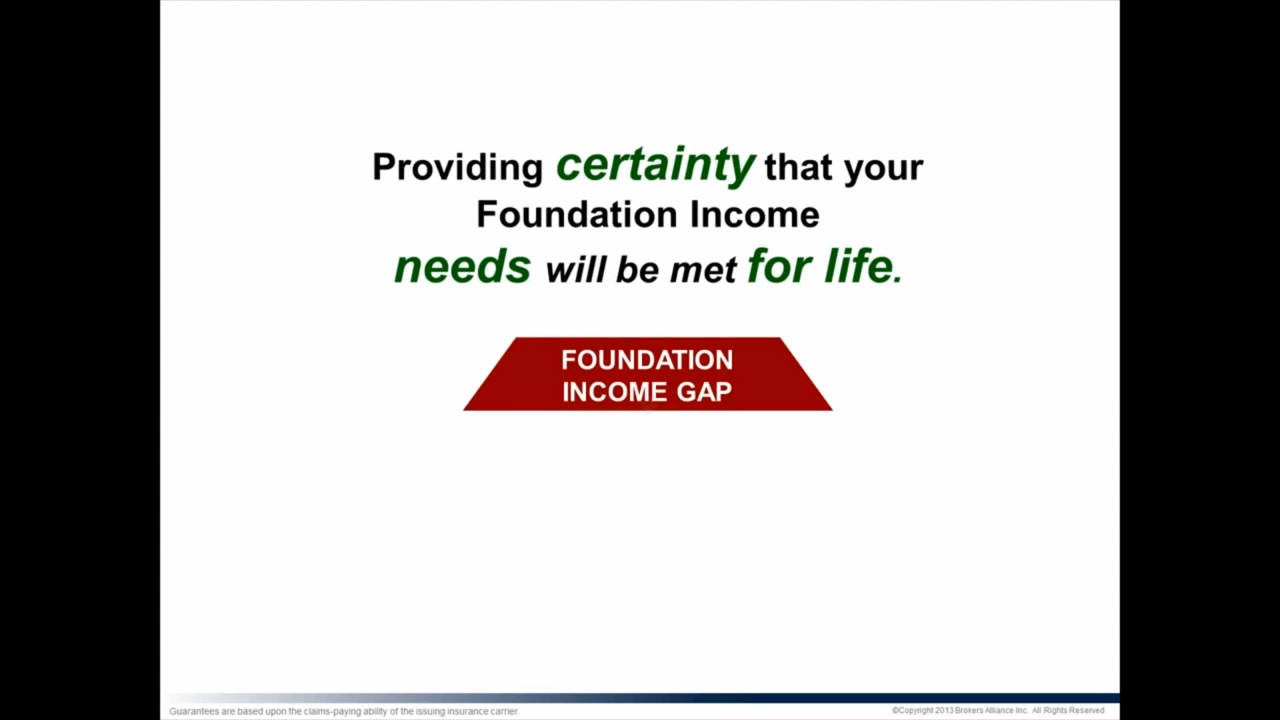 Providing certainty that your
Foundation Income
needs will be met for life.
FOUNDATION
INCOME GAP
Guarantees are based upon the claims-paying ability of the issuing insurance carrier.
©Copyright 2013 Brokers Alliance Inc. All Rights Reserved